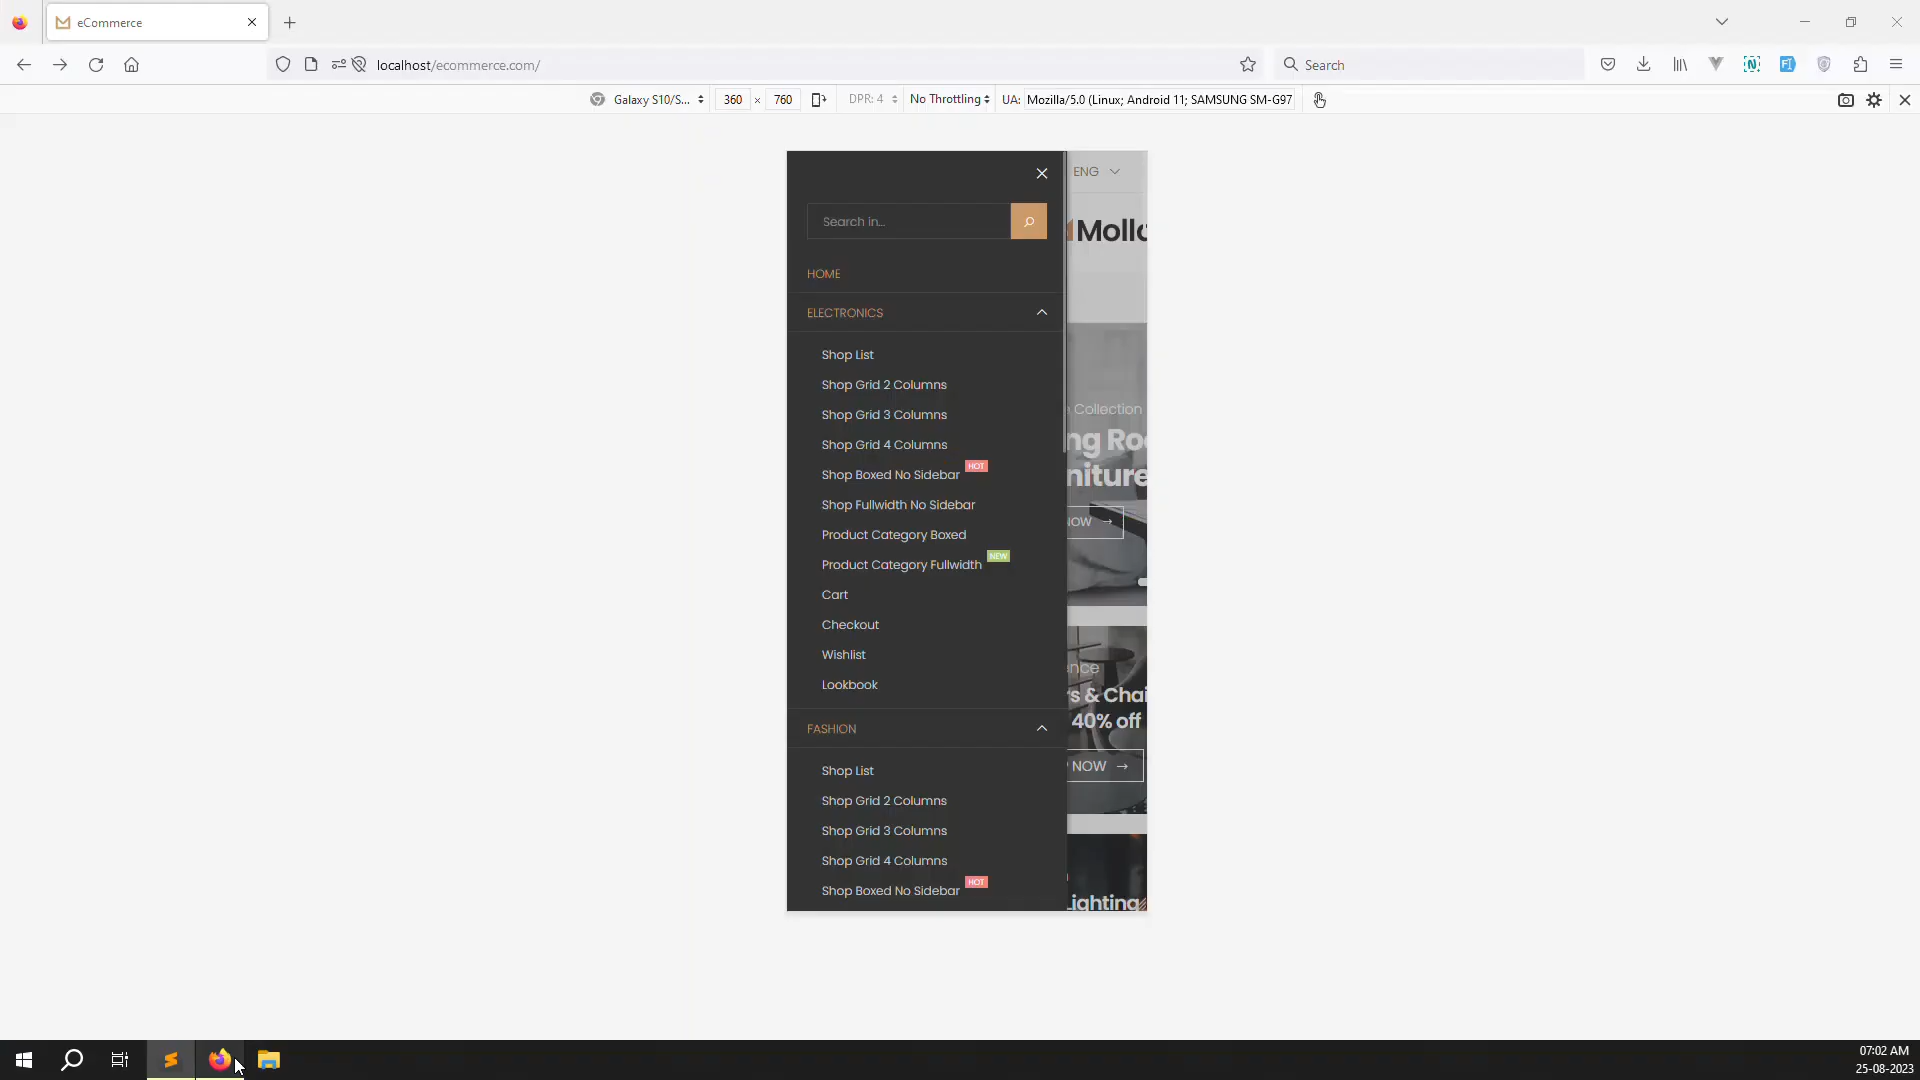 eCommerce
localhost/ecommerce.com/
Search
Galaxy S10/S...
360 × 760
DPR: 4
No Throttling
UA: Mozilla/5.0 (Linux; Android 11; SAMSUNG SM-G97
ENG
Search in...
HOME
ELECTRONICS
Shop List
Shop Grid 2 Columns
Shop Grid 3 Columns
Collection
Shop Grid 4 Columns
Shop Boxed No Sidebar HOT
niture
Shop Fullwidth No Sidebar
NOW →
Product Category Boxed
Product Category Fullwidth NEW
Cart
Checkout
Wishlist
Lookbook
40% off
FASHION
NOW →
Shop List
Shop Grid 2 Columns
Shop Grid 3 Columns
Shop Grid 4 Columns
Shop Boxed No Sidebar HOT
Lighting
07:02 AM
25-08-2023